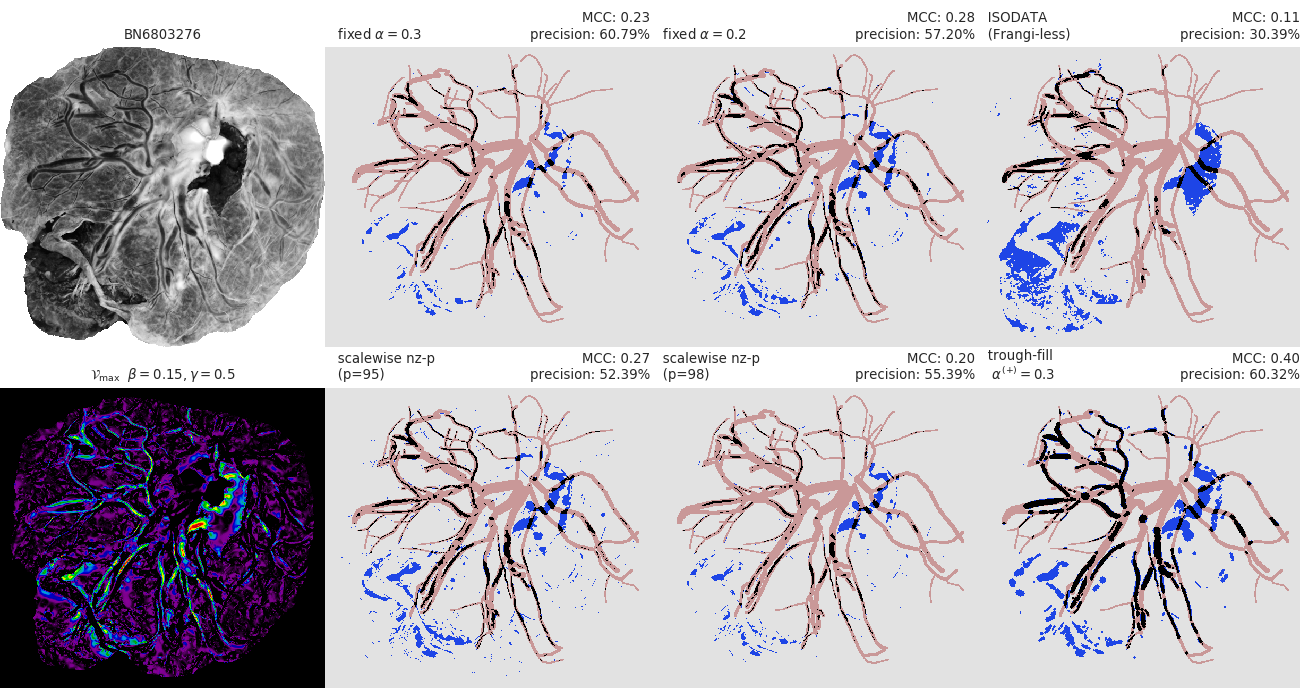 BN6803276
fixed α = 0.3
MCC: 0.23
precision: 60.79%
fixed α = 0.2
MCC: 0.28
precision: 57.20%
ISODATA
(Frangi-less)
MCC: 0.11
precision: 30.39%
𝒱max β = 0.15, γ = 0.5
scalewise nz-p
(p=95)
MCC: 0.27
precision: 52.39%
scalewise nz-p
(p=98)
MCC: 0.20
precision: 55.39%
trough-fill
α(+) = 0.3
MCC: 0.40
precision: 60.32%